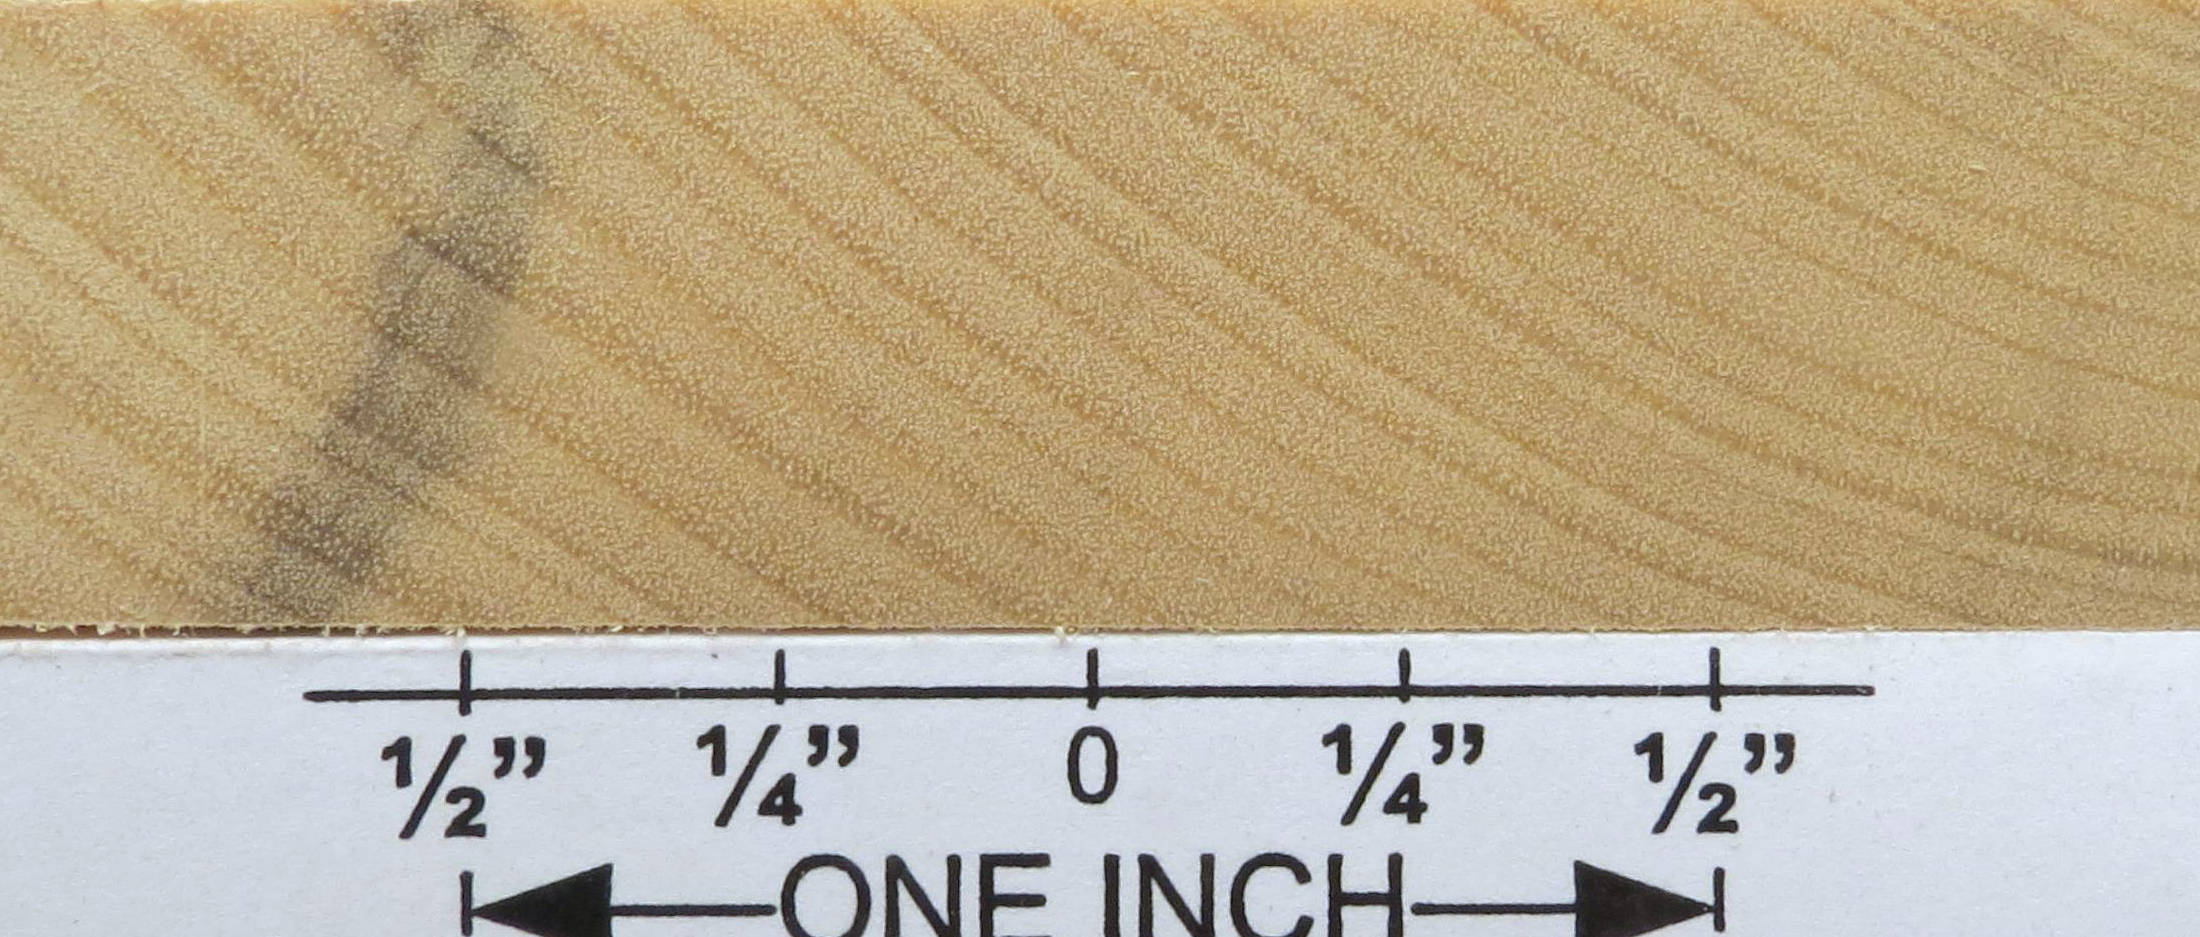 ½” ¼” 0 ¼” ½”
ONE INCH